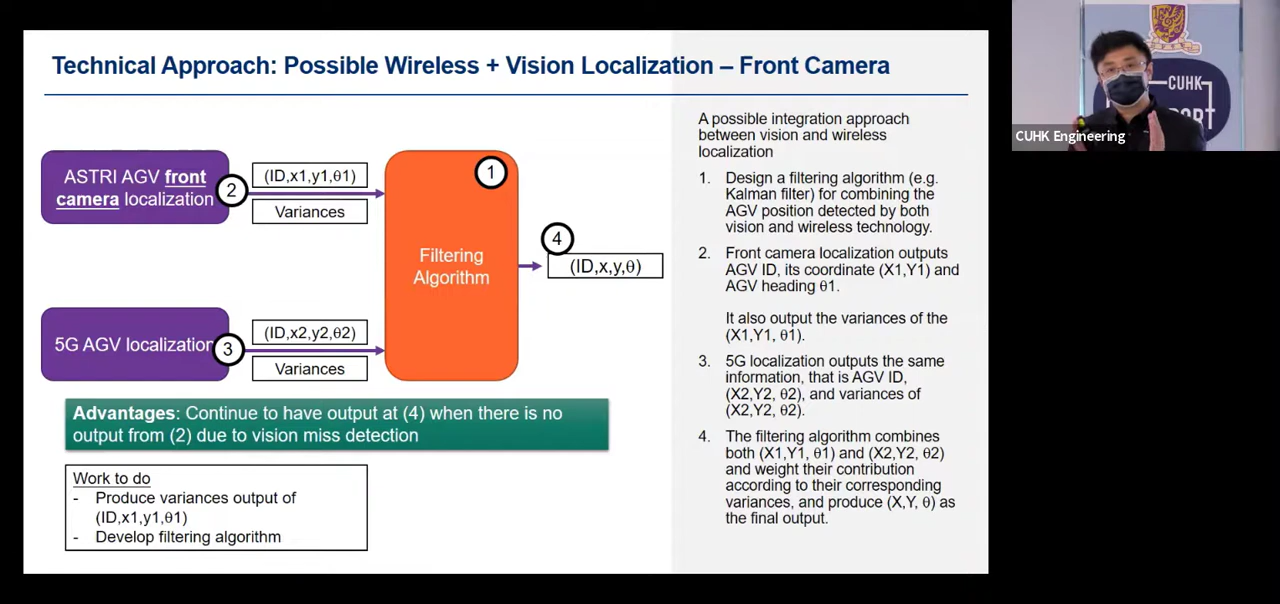 Technical Approach: Possible Wireless + Vision Localization – Front Camera
ASTRI AGV front
camera localization
2
(ID,x1,y1,θ1)
Variances
1
Filtering
Algorithm
4
(ID,x,y,θ)
5G AGV localization
3
(ID,x2,y2,θ2)
Variances
Advantages: Continue to have output at (4) when there is no
output from (2) due to vision miss detection
Work to do
- Produce variances output of
(ID,x1,y1,θ1)
- Develop filtering algorithm
A possible integration approach
between vision and wireless
localization
1. Design a filtering algorithm (e.g.
Kalman filter) for combining the
AGV position detected by both
vision and wireless technology.
2. Front camera localization outputs
AGV ID, its coordinate (X1,Y1) and
AGV heading θ1.
It also output the variances of the
(X1,Y1, θ1).
3. 5G localization outputs the same
information, that is AGV ID,
(X2,Y2, θ2), and variances of
(X2,Y2, θ2).
4. The filtering algorithm combines
both (X1,Y1, θ1) and (X2,Y2, θ2)
and weight their contribution
according to their corresponding
variances, and produce (X,Y, θ) as
the final output.
CUHK
CUHK Engineering